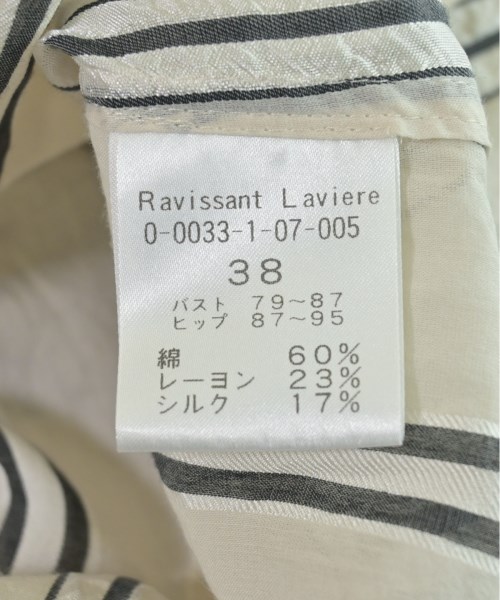 Ravissant Laviere
0-0033-1-07-005
38
バスト 79~87
ヒップ 87~95
綿 60%
レーヨン 23%
シルク 17%